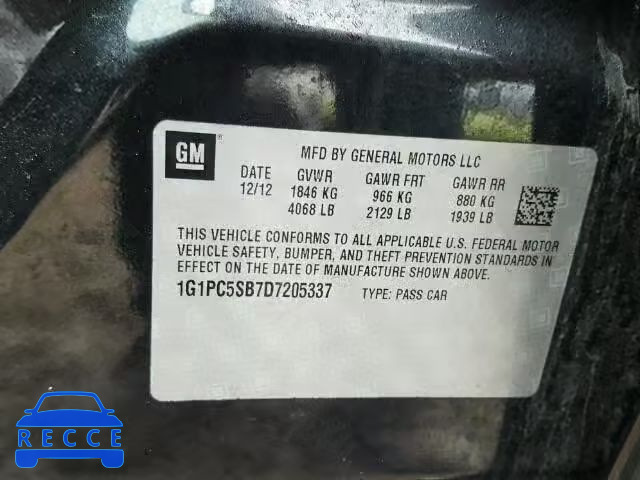 GM ®
MFD BY GENERAL MOTORS LLC
DATE GVWR GAWR FRT GAWR RR
12/12 1846 KG 966 KG 880 KG
4068 LB 2129 LB 1939 LB
THIS VEHICLE CONFORMS TO ALL APPLICABLE U.S. FEDERAL MOTOR
VEHICLE SAFETY, BUMPER, AND THEFT PREVENTION STANDARDS
IN EFFECT ON THE DATE OF MANUFACTURE SHOWN ABOVE.
1G1PC5SB7D7205337 TYPE: PASS CAR
RECCE